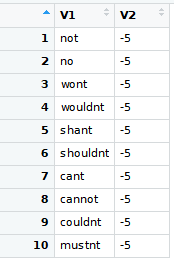 V1 V2
1 not -5
2 no -5
3 wont -5
4 wouldnt -5
5 shant -5
6 shouldnt -5
7 cant -5
8 cannot -5
9 couldnt -5
10 mustnt -5